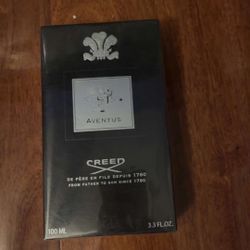 AVENTUS
CREED
DE PÈRE EN FILS DEPUIS 1760
FROM FATHER TO SON SINCE 1760
100 ML 3.3 FL.OZ.